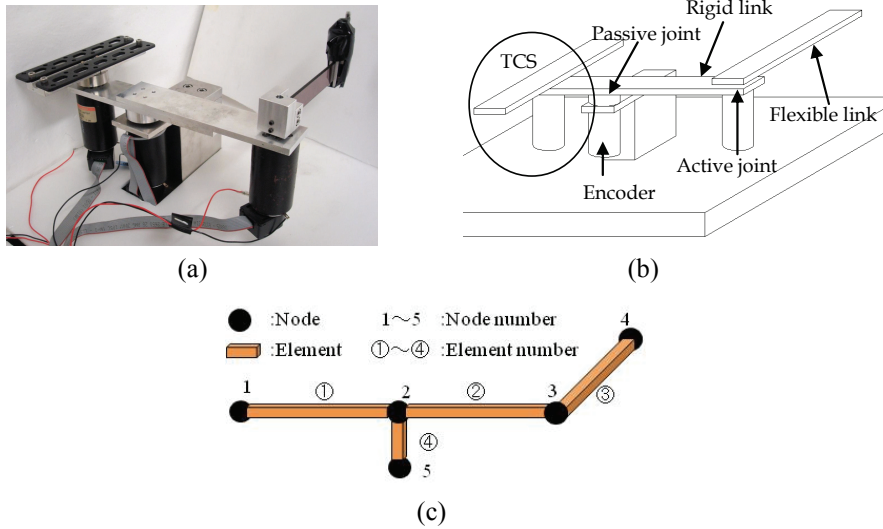 Rigid link
Passive joint
TCS
Flexible link
Active joint
Encoder
(a)
(b)
:Node 1～5 :Node number
:Element ①～④ :Element number
4
1 ① 2 ② 3 ③
④
5
(c)